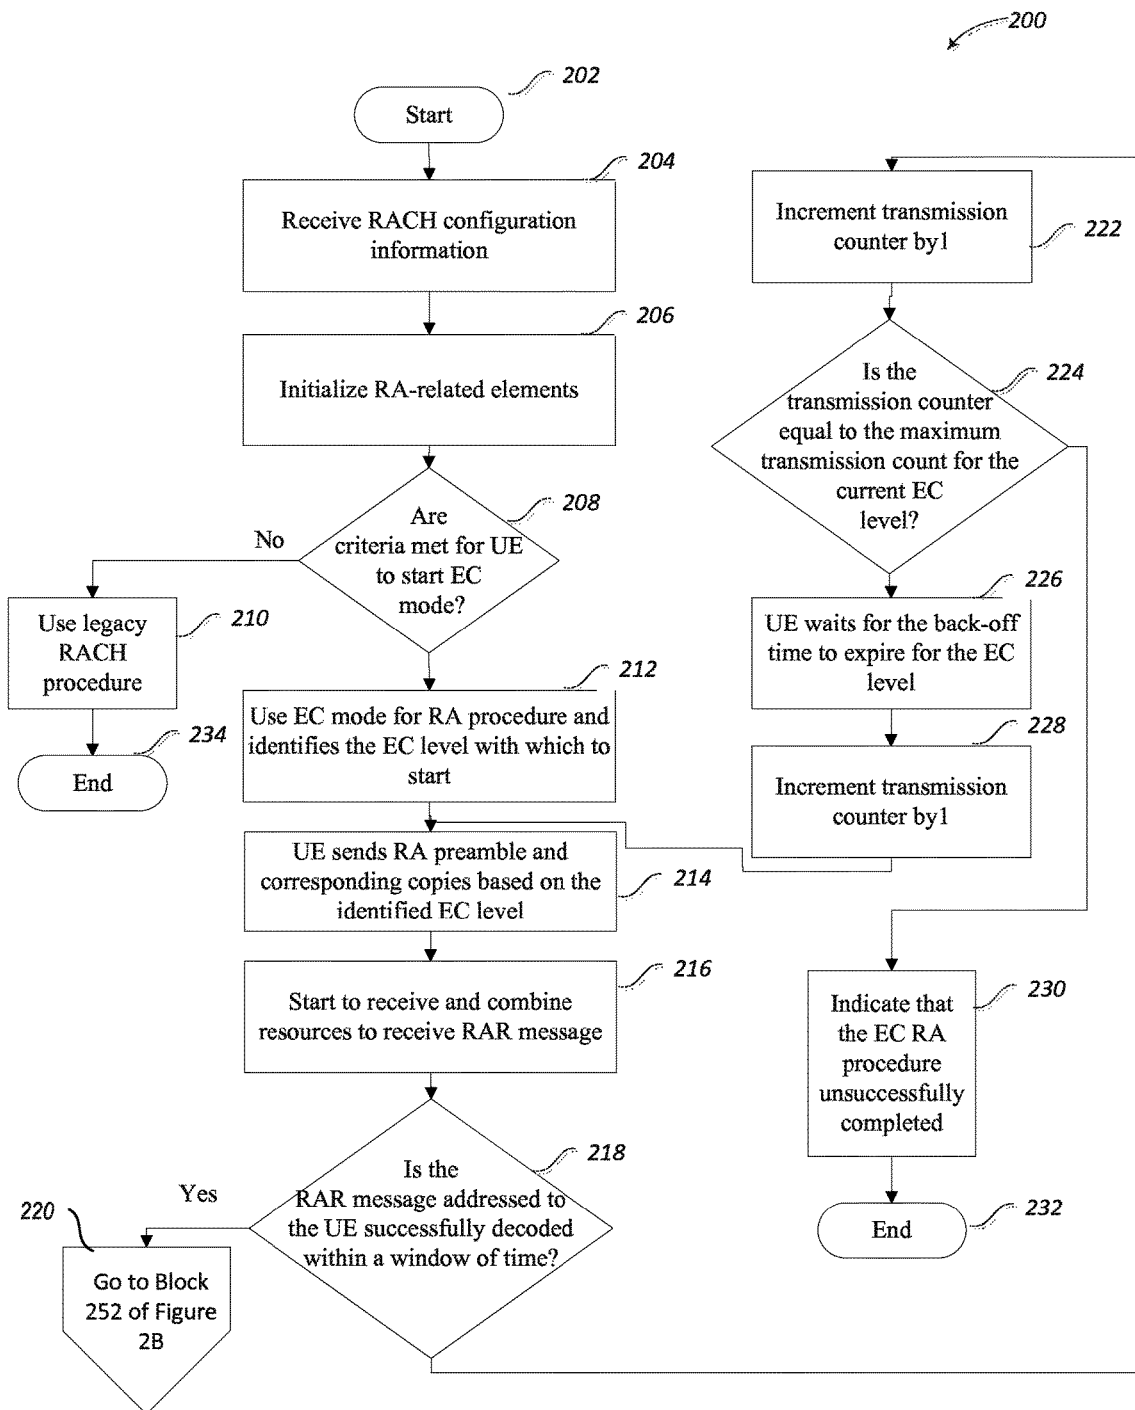 200
202
Start
204
Receive RACH configuration
information
206
Initialize RA-related elements
208
Are
criteria met for UE
to start EC
mode?
No
210
Use legacy
RACH
procedure
234
End
212
Use EC mode for RA procedure and
identifies the EC level with which to
start
214
UE sends RA preamble and
corresponding copies based on the
identified EC level
216
Start to receive and combine
resources to receive RAR message
218
Is the
RAR message addressed to
the UE successfully decoded
within a window of time?
Yes
220
Go to Block
252 of Figure
2B
222
Increment transmission
counter by1
224
Is the
transmission counter
equal to the maximum
transmission count for the
current EC
level?
226
UE waits for the back-off
time to expire for the EC
level
228
Increment transmission
counter by1
230
Indicate that
the EC RA
procedure
unsuccessfully
completed
232
End